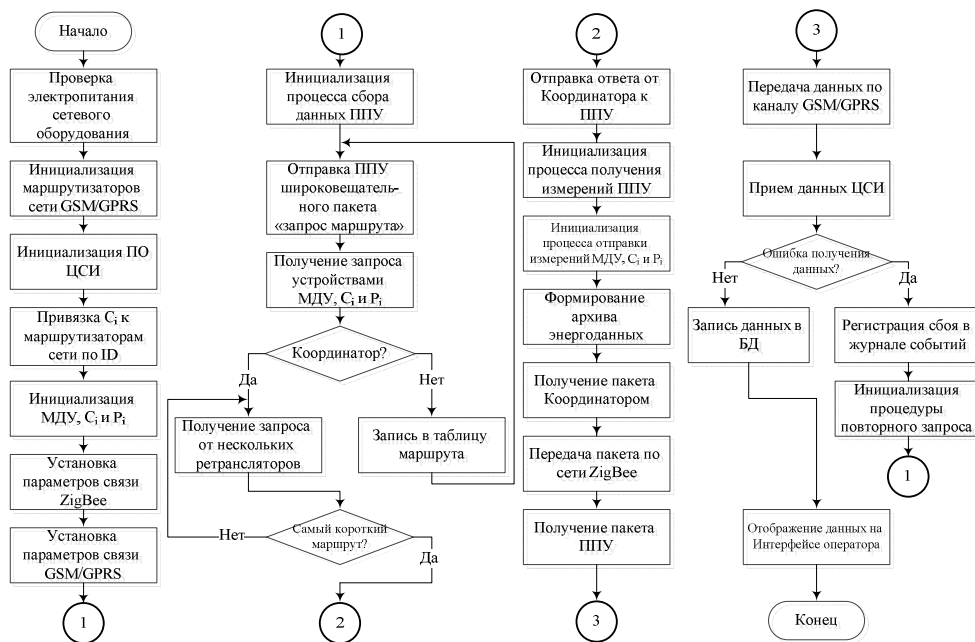 Начало
Проверка
электропитания
сетевого
оборудования
Инициализация
маршрутизаторов
сети GSM/GPRS
Инициализация ПО
ЦСИ
Привязка Ci к
маршрутизаторам
сети по ID
Инициализация
МДУ, Ci и Pi
Установка
параметров связи
ZigBee
Установка
параметров связи
GSM/GPRS
1
1
Инициализация
процесса сбора
данных ППУ
Отправка ППУ
широковещатель-
ного пакета
«запрос маршрута»
Получение запроса
устройствами
МДУ, Ci и Pi
Координатор?
Да
Нет
Получение запроса
от нескольких
ретрансляторов
Запись в таблицу
маршрута
Самый короткий
маршрут?
Нет
Да
2
2
Отправка ответа от
Координатора к
ППУ
Инициализация
процесса получения
измерений ППУ
Инициализация
процесса отправки
измерений МДУ, Ci и Pi
Формирование
архива
энергоданных
Получение пакета
Координатором
Передача пакета по
сети ZigBee
Получение пакета
ППУ
3
3
Передача данных по
каналу GSM/GPRS
Прием данных ЦСИ
Ошибка получения
данных?
Нет
Да
Запись данных в
БД
Регистрация сбоя в
журнале событий
Инициализация
процедуры
повторного запроса
1
Отображение данных на
Интерфейсе оператора
Конец